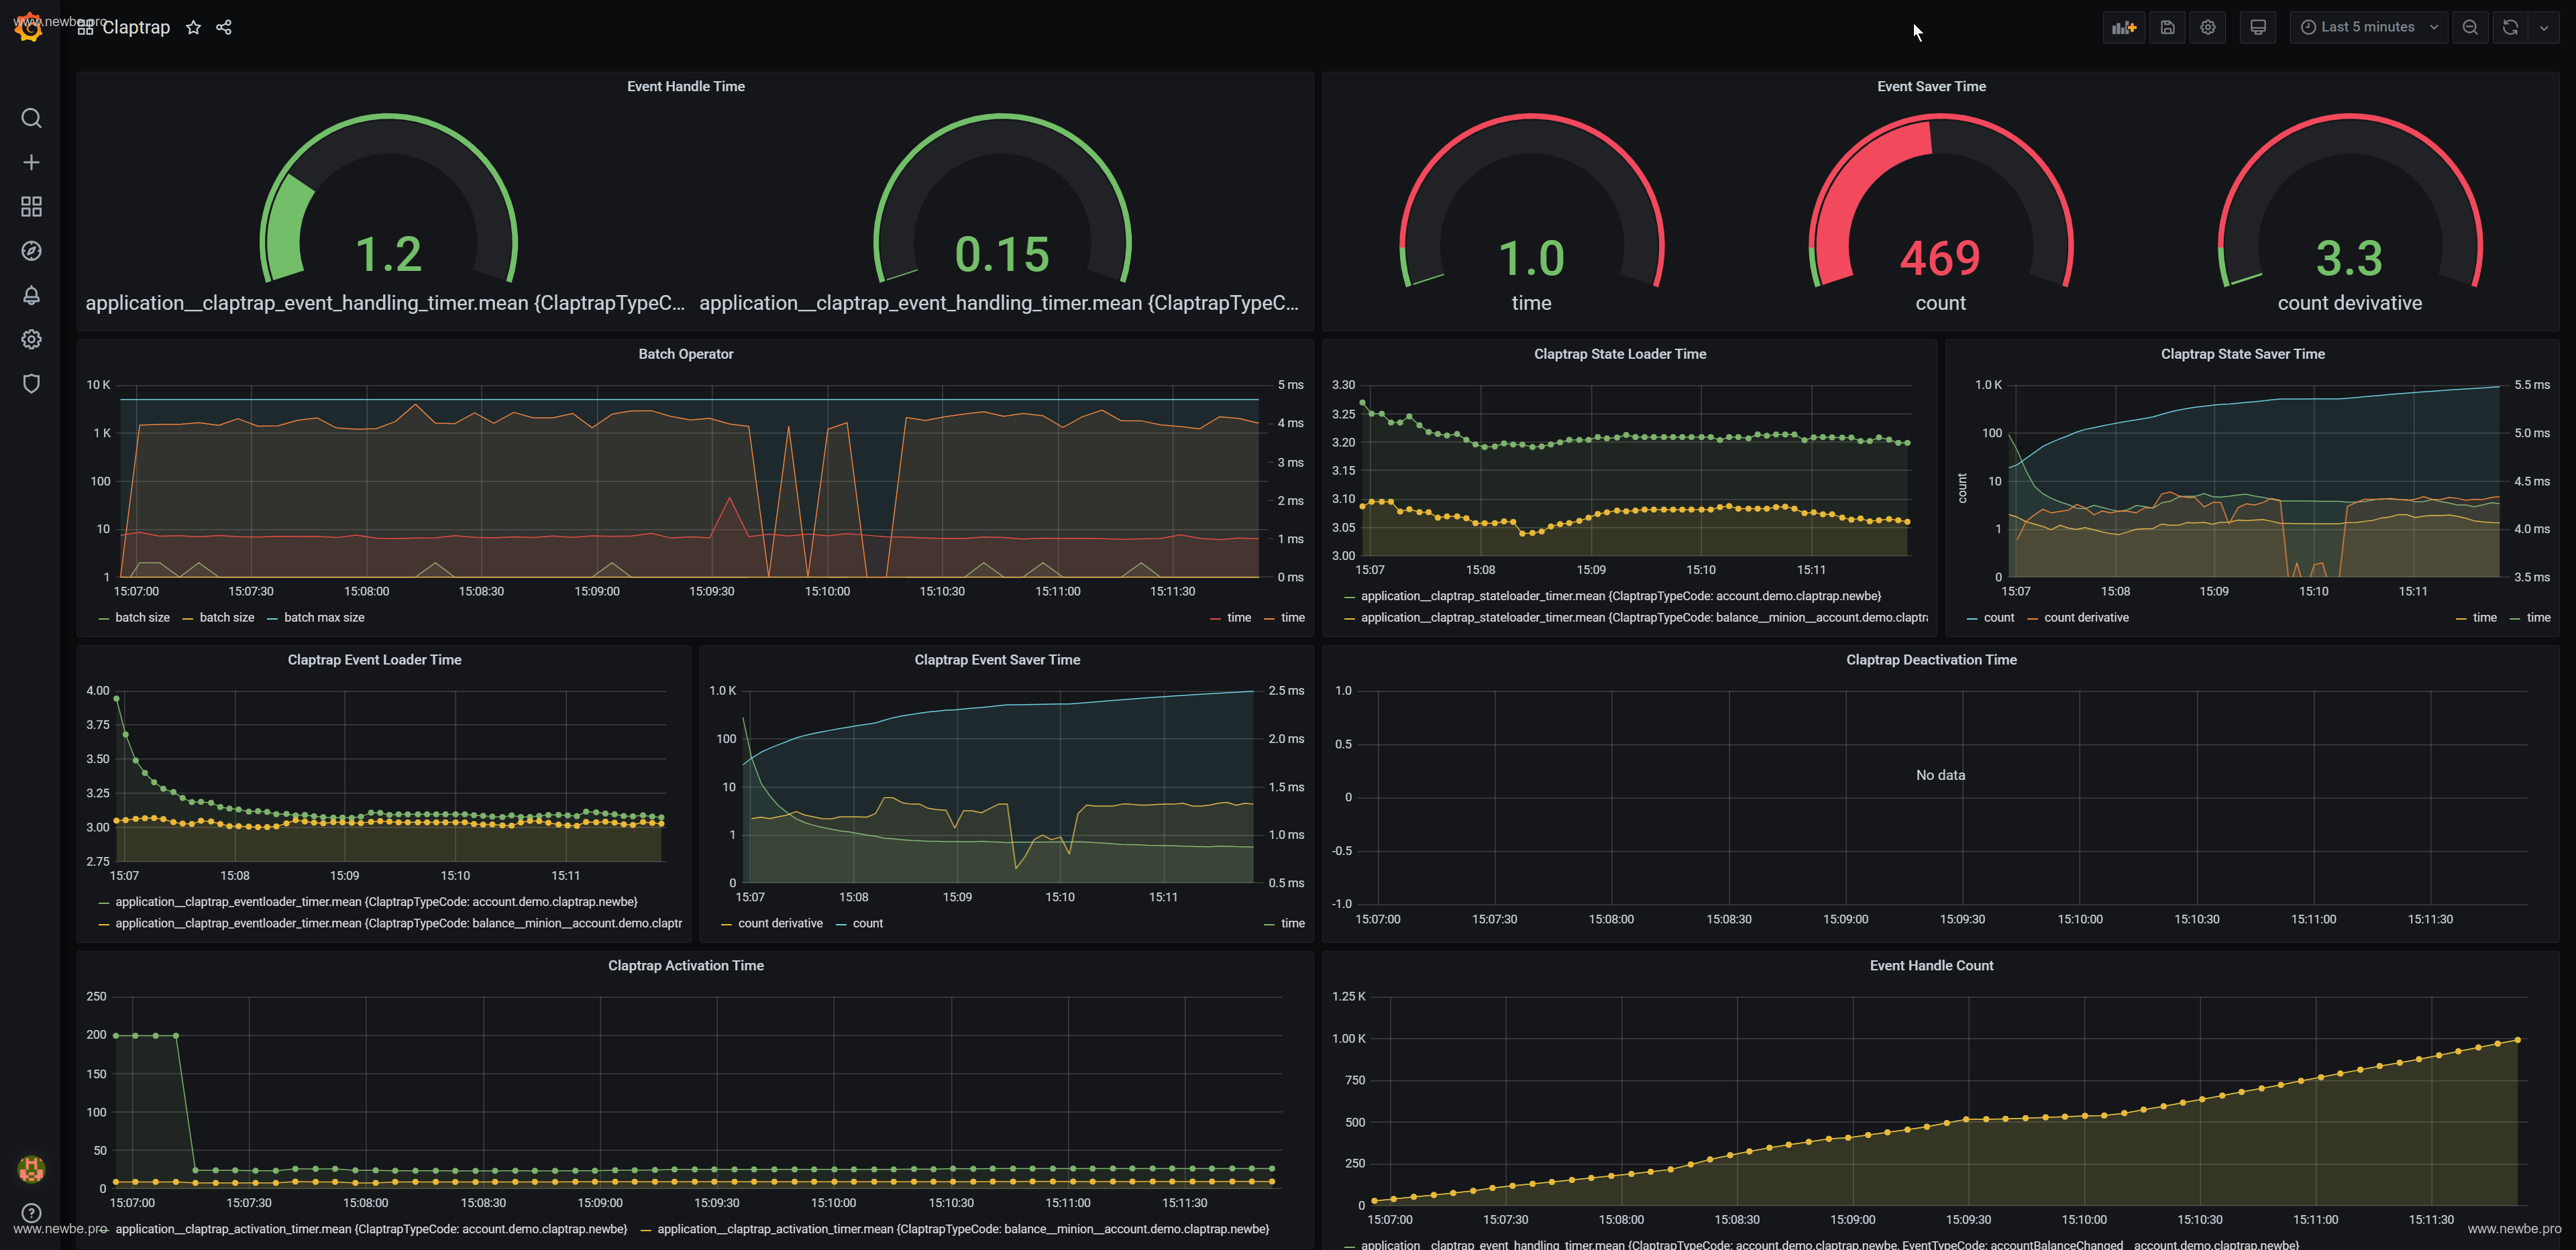 www.newbe.pro
Claptrap
Last 5 minutes
Event Handle Time
1.2
0.15
application__claptrap_event_handling_timer.mean {ClaptrapTypeC...
application__claptrap_event_handling_timer.mean {ClaptrapTypeC...
Event Saver Time
1.0
469
3.3
time
count
count devivative
Batch Operator
10 K
1 K
100
10
1
5 ms
4 ms
3 ms
2 ms
1 ms
0 ms
15:07:00 15:07:30 15:08:00 15:08:30 15:09:00 15:09:30 15:10:00 15:10:30 15:11:00 15:11:30
batch size batch size batch max size time time
Claptrap State Loader Time
3.30
3.25
3.20
3.15
3.10
3.05
3.00
15:07 15:08 15:09 15:10 15:11
application__claptrap_stateloader_timer.mean {ClaptrapTypeCode: account.demo.claptrap.newbe}
application__claptrap_stateloader_timer.mean {ClaptrapTypeCode: balance__minion__account.demo.claptr
Claptrap State Saver Time
count
1.0 K
100
10
1
0
5.5 ms
5.0 ms
4.5 ms
4.0 ms
3.5 ms
15:07 15:08 15:09 15:10 15:11
count count derivative time time
Claptrap Event Loader Time
4.00
3.75
3.50
3.25
3.00
2.75
15:07 15:08 15:09 15:10 15:11
application__claptrap_eventloader_timer.mean {ClaptrapTypeCode: account.demo.claptrap.newbe}
application__claptrap_eventloader_timer.mean {ClaptrapTypeCode: balance__minion__account.demo.claptr
Claptrap Event Saver Time
1.0 K
100
10
1
0
2.5 ms
2.0 ms
1.5 ms
1.0 ms
0.5 ms
15:07 15:08 15:09 15:10 15:11
count derivative count time
Claptrap Deactivation Time
1.0
0.5
0
-0.5
-1.0
No data
15:07:00 15:07:30 15:08:00 15:08:30 15:09:00 15:09:30 15:10:00 15:10:30 15:11:00 15:11:30
Claptrap Activation Time
250
200
150
100
50
0
15:07:00 15:07:30 15:08:00 15:08:30 15:09:00 15:09:30 15:10:00 15:10:30 15:11:00 15:11:30
application__claptrap_activation_timer.mean {ClaptrapTypeCode: account.demo.claptrap.newbe} application__claptrap_activation_timer.mean {ClaptrapTypeCode: balance__minion__account.demo.claptrap.newbe}
Event Handle Count
1.25 K
1.00 K
750
500
250
0
15:07:00 15:07:30 15:08:00 15:08:30 15:09:00 15:09:30 15:10:00 15:10:30 15:11:00 15:11:30
application__claptrap_event_handling_timer.mean {ClaptrapTypeCode: account.demo.claptrap.newbe, EventTypeCode: accountBalanceChanged__account.demo.claptrap.newbe}
www.newbe.pro
www.newbe.pro